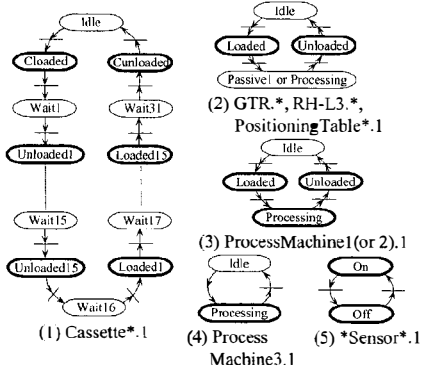 Idle
Cloaded
Cunloaded
Wait1
Wait31
Unloaded1
Loaded15
Wait15
Wait17
Unloaded15
Loaded1
Wait16
(1) Cassette*.1
Idle
Loaded
Unloaded
Passive1 or Processing
(2) GTR.*, RH-L3.*,
PositioningTable*.1
Idle
Loaded
Unloaded
Processing
(3) ProcessMachine1(or 2).1
Idle
Processing
(4) Process
Machine3.1
On
Off
(5) *Sensor*.1